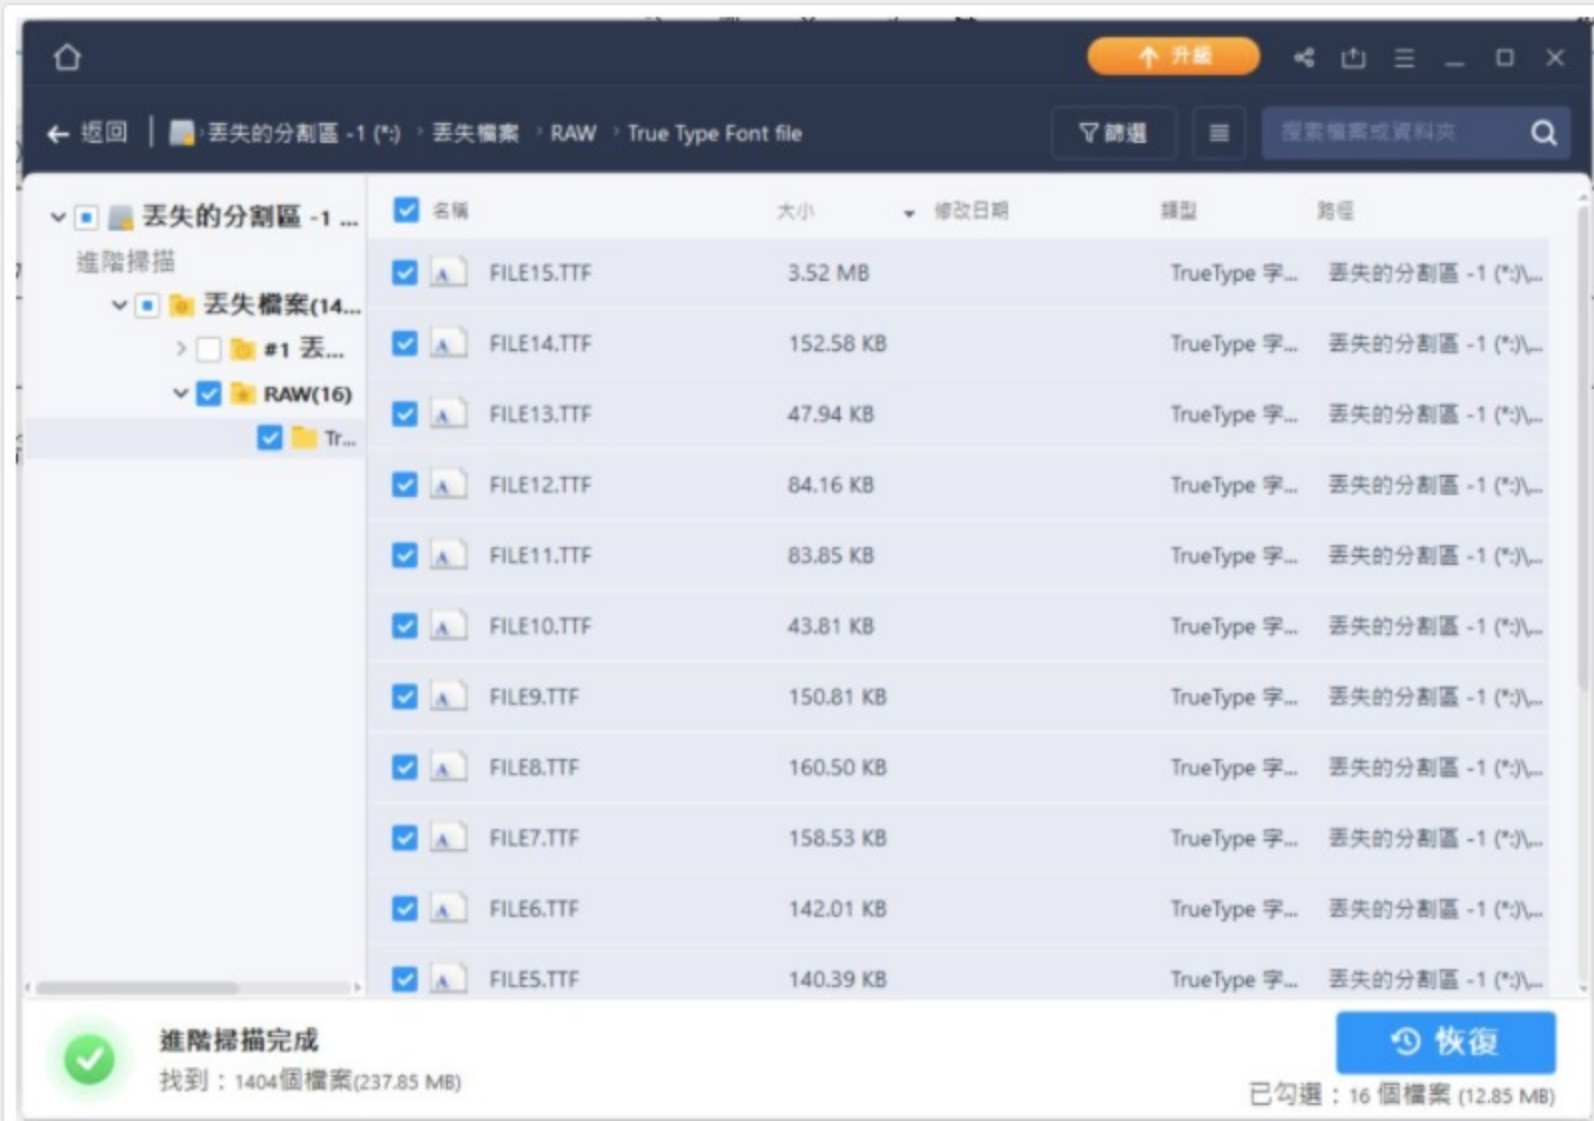 升級
返回 丟失的分割區 -1 (*:) 丟失檔案 RAW True Type Font file 篩選 搜索檔案或資料夾
丟失的分割區 -1 ...
進階掃描
丟失檔案(14...
#1 丟...
RAW(16)
Tr...
名稱 大小 修改日期 類型 路徑
FILE15.TTF 3.52 MB TrueType 字... 丟失的分割區 -1 (*:)\...
FILE14.TTF 152.58 KB TrueType 字... 丟失的分割區 -1 (*:)\...
FILE13.TTF 47.94 KB TrueType 字... 丟失的分割區 -1 (*:)\...
FILE12.TTF 84.16 KB TrueType 字... 丟失的分割區 -1 (*:)\...
FILE11.TTF 83.85 KB TrueType 字... 丟失的分割區 -1 (*:)\...
FILE10.TTF 43.81 KB TrueType 字... 丟失的分割區 -1 (*:)\...
FILE9.TTF 150.81 KB TrueType 字... 丟失的分割區 -1 (*:)\...
FILE8.TTF 160.50 KB TrueType 字... 丟失的分割區 -1 (*:)\...
FILE7.TTF 158.53 KB TrueType 字... 丟失的分割區 -1 (*:)\...
FILE6.TTF 142.01 KB TrueType 字... 丟失的分割區 -1 (*:)\...
FILE5.TTF 140.39 KB TrueType 字... 丟失的分割區 -1 (*:)\...
進階掃描完成
找到：1404個檔案(237.85 MB)
恢復
已勾選：16 個檔案 (12.85 MB)